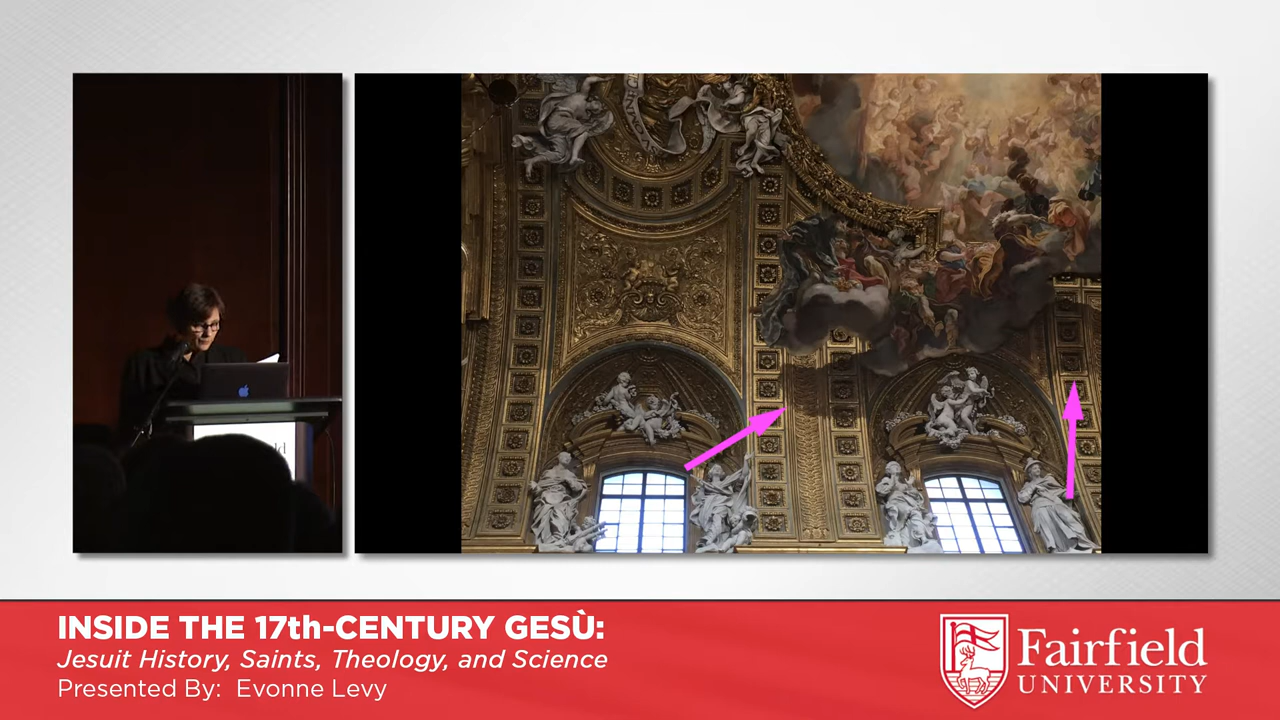 INSIDE THE 17th-CENTURY GESÙ:
Jesuit History, Saints, Theology, and Science
Presented By: Evonne Levy
Fairfield
UNIVERSITY